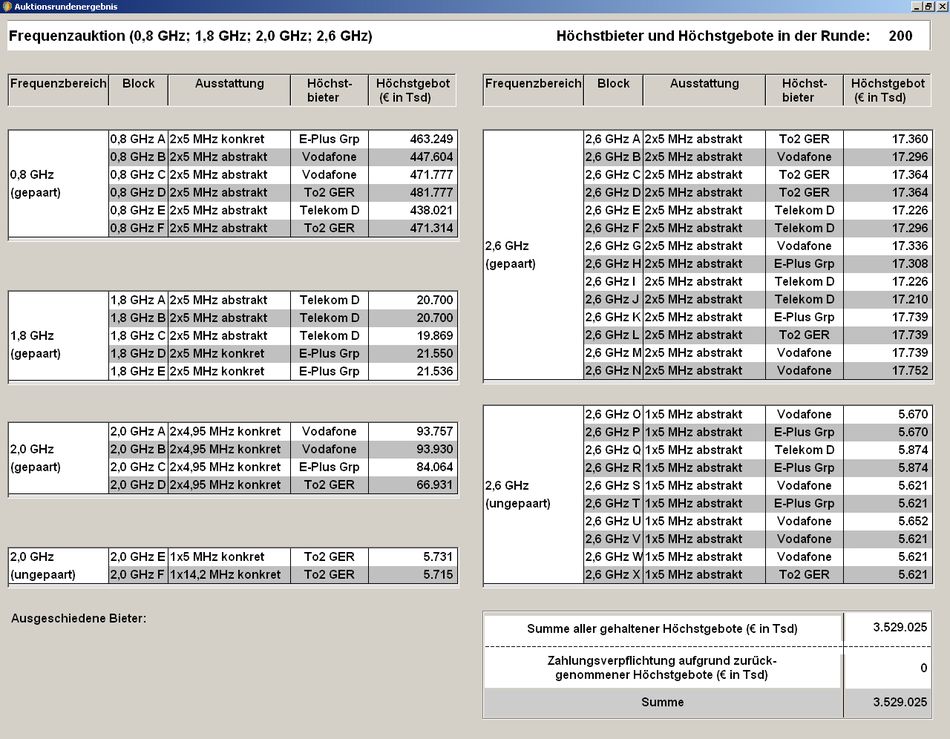 Auktionsrundenergebnis
Frequenzauktion (0,8 GHz; 1,8 GHz; 2,0 GHz; 2,6 GHz) Höchstbieter und Höchstgebote in der Runde: 200
Frequenzbereich Block Ausstattung Höchst-bieter Höchstgebot (€ in Tsd)
0,8 GHz (gepaart)
0,8 GHz A 2x5 MHz konkret E-Plus Grp 463.249
0,8 GHz B 2x5 MHz abstrakt Vodafone 447.604
0,8 GHz C 2x5 MHz abstrakt Vodafone 471.777
0,8 GHz D 2x5 MHz abstrakt To2 GER 481.777
0,8 GHz E 2x5 MHz abstrakt Telekom D 438.021
0,8 GHz F 2x5 MHz abstrakt To2 GER 471.314
1,8 GHz (gepaart)
1,8 GHz A 2x5 MHz abstrakt Telekom D 20.700
1,8 GHz B 2x5 MHz abstrakt Telekom D 20.700
1,8 GHz C 2x5 MHz abstrakt Telekom D 19.869
1,8 GHz D 2x5 MHz konkret E-Plus Grp 21.550
1,8 GHz E 2x5 MHz konkret E-Plus Grp 21.536
2,0 GHz (gepaart)
2,0 GHz A 2x4,95 MHz konkret Vodafone 93.757
2,0 GHz B 2x4,95 MHz konkret Vodafone 93.930
2,0 GHz C 2x4,95 MHz konkret E-Plus Grp 84.064
2,0 GHz D 2x4,95 MHz konkret To2 GER 66.931
2,0 GHz (ungepaart)
2,0 GHz E 1x5 MHz konkret To2 GER 5.731
2,0 GHz F 1x14,2 MHz konkret To2 GER 5.715
Ausgeschiedene Bieter:
Frequenzbereich Block Ausstattung Höchst-bieter Höchstgebot (€ in Tsd)
2,6 GHz (gepaart)
2,6 GHz A 2x5 MHz abstrakt To2 GER 17.360
2,6 GHz B 2x5 MHz abstrakt Vodafone 17.296
2,6 GHz C 2x5 MHz abstrakt To2 GER 17.364
2,6 GHz D 2x5 MHz abstrakt To2 GER 17.364
2,6 GHz E 2x5 MHz abstrakt Telekom D 17.226
2,6 GHz F 2x5 MHz abstrakt Telekom D 17.296
2,6 GHz G 2x5 MHz abstrakt Vodafone 17.336
2,6 GHz H 2x5 MHz abstrakt E-Plus Grp 17.308
2,6 GHz I 2x5 MHz abstrakt Telekom D 17.226
2,6 GHz J 2x5 MHz abstrakt Telekom D 17.210
2,6 GHz K 2x5 MHz abstrakt E-Plus Grp 17.739
2,6 GHz L 2x5 MHz abstrakt To2 GER 17.739
2,6 GHz M 2x5 MHz abstrakt Vodafone 17.739
2,6 GHz N 2x5 MHz abstrakt Vodafone 17.752
2,6 GHz (ungepaart)
2,6 GHz O 1x5 MHz abstrakt Vodafone 5.670
2,6 GHz P 1x5 MHz abstrakt E-Plus Grp 5.670
2,6 GHz Q 1x5 MHz abstrakt Telekom D 5.874
2,6 GHz R 1x5 MHz abstrakt E-Plus Grp 5.874
2,6 GHz S 1x5 MHz abstrakt Vodafone 5.621
2,6 GHz T 1x5 MHz abstrakt E-Plus Grp 5.621
2,6 GHz U 1x5 MHz abstrakt Vodafone 5.652
2,6 GHz V 1x5 MHz abstrakt Vodafone 5.621
2,6 GHz W 1x5 MHz abstrakt Vodafone 5.621
2,6 GHz X 1x5 MHz abstrakt To2 GER 5.621
Summe aller gehaltener Höchstgebote (€ in Tsd) 3.529.025
Zahlungsverpflichtung aufgrund zurück-
genommener Höchstgebote (€ in Tsd) 0
Summe 3.529.025